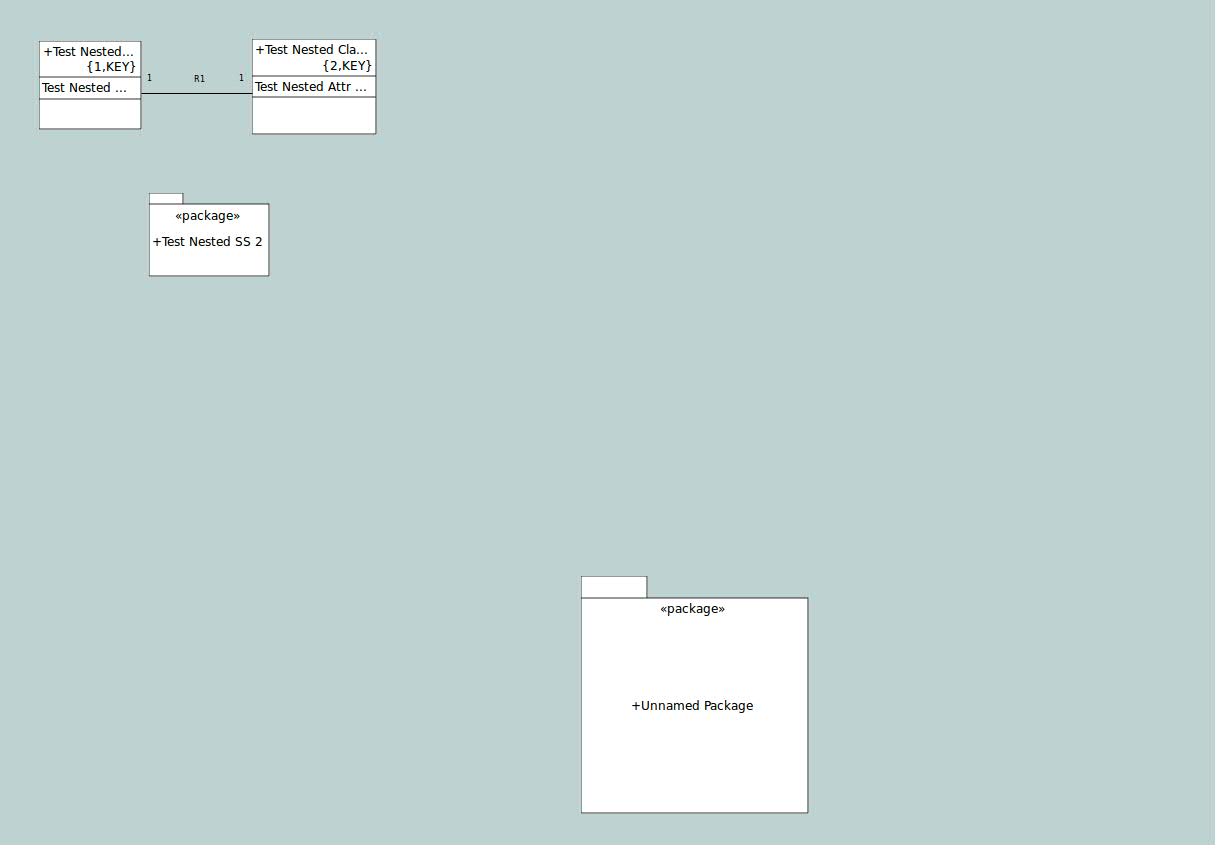 +Test Nested...
{1,KEY}
Test Nested ...
1
R1
1
+Test Nested Cla...
{2,KEY}
Test Nested Attr ...
«package»
+Test Nested SS 2
«package»
+Unnamed Package